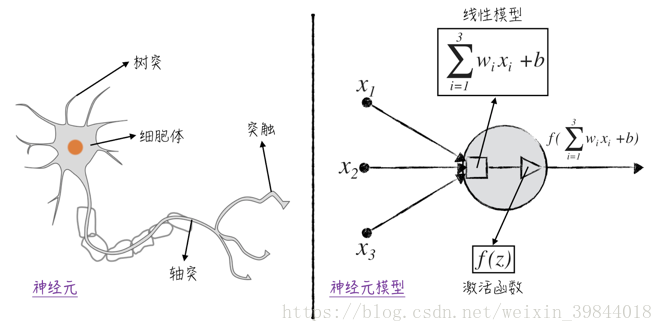 树突
细胞体
突触
轴突
神经元
线性模型
\sum_{i=1}^{3} w_i x_i + b
x_1
x_2
x_3
f(\sum_{i=1}^{3} w_i x_i + b)
f(z)
激活函数
神经元模型
https://blog.csdn.net/weixin_39844018